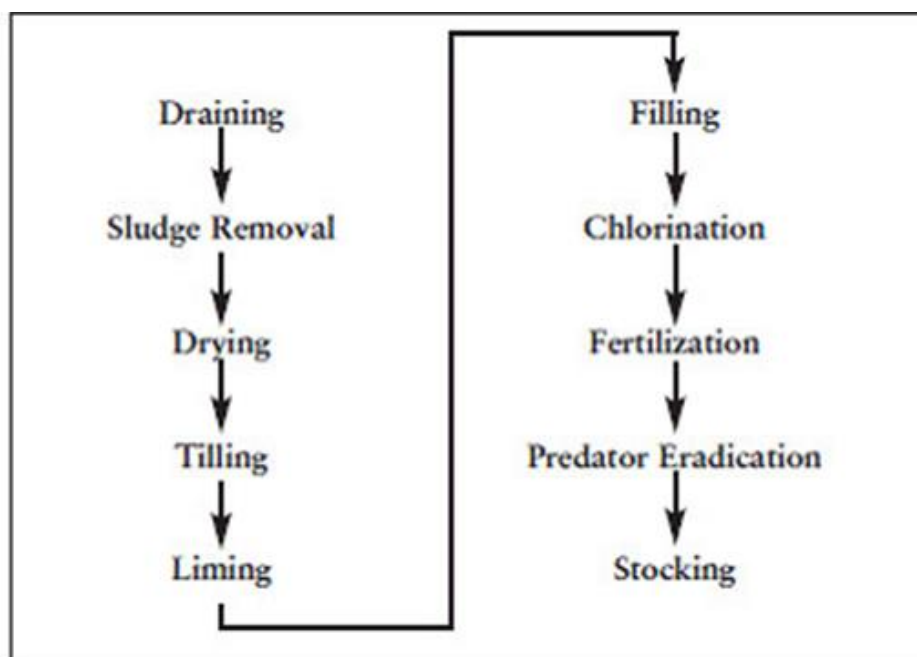 Draining
Sludge Removal
Drying
Tilling
Liming
Filling
Chlorination
Fertilization
Predator Eradication
Stocking